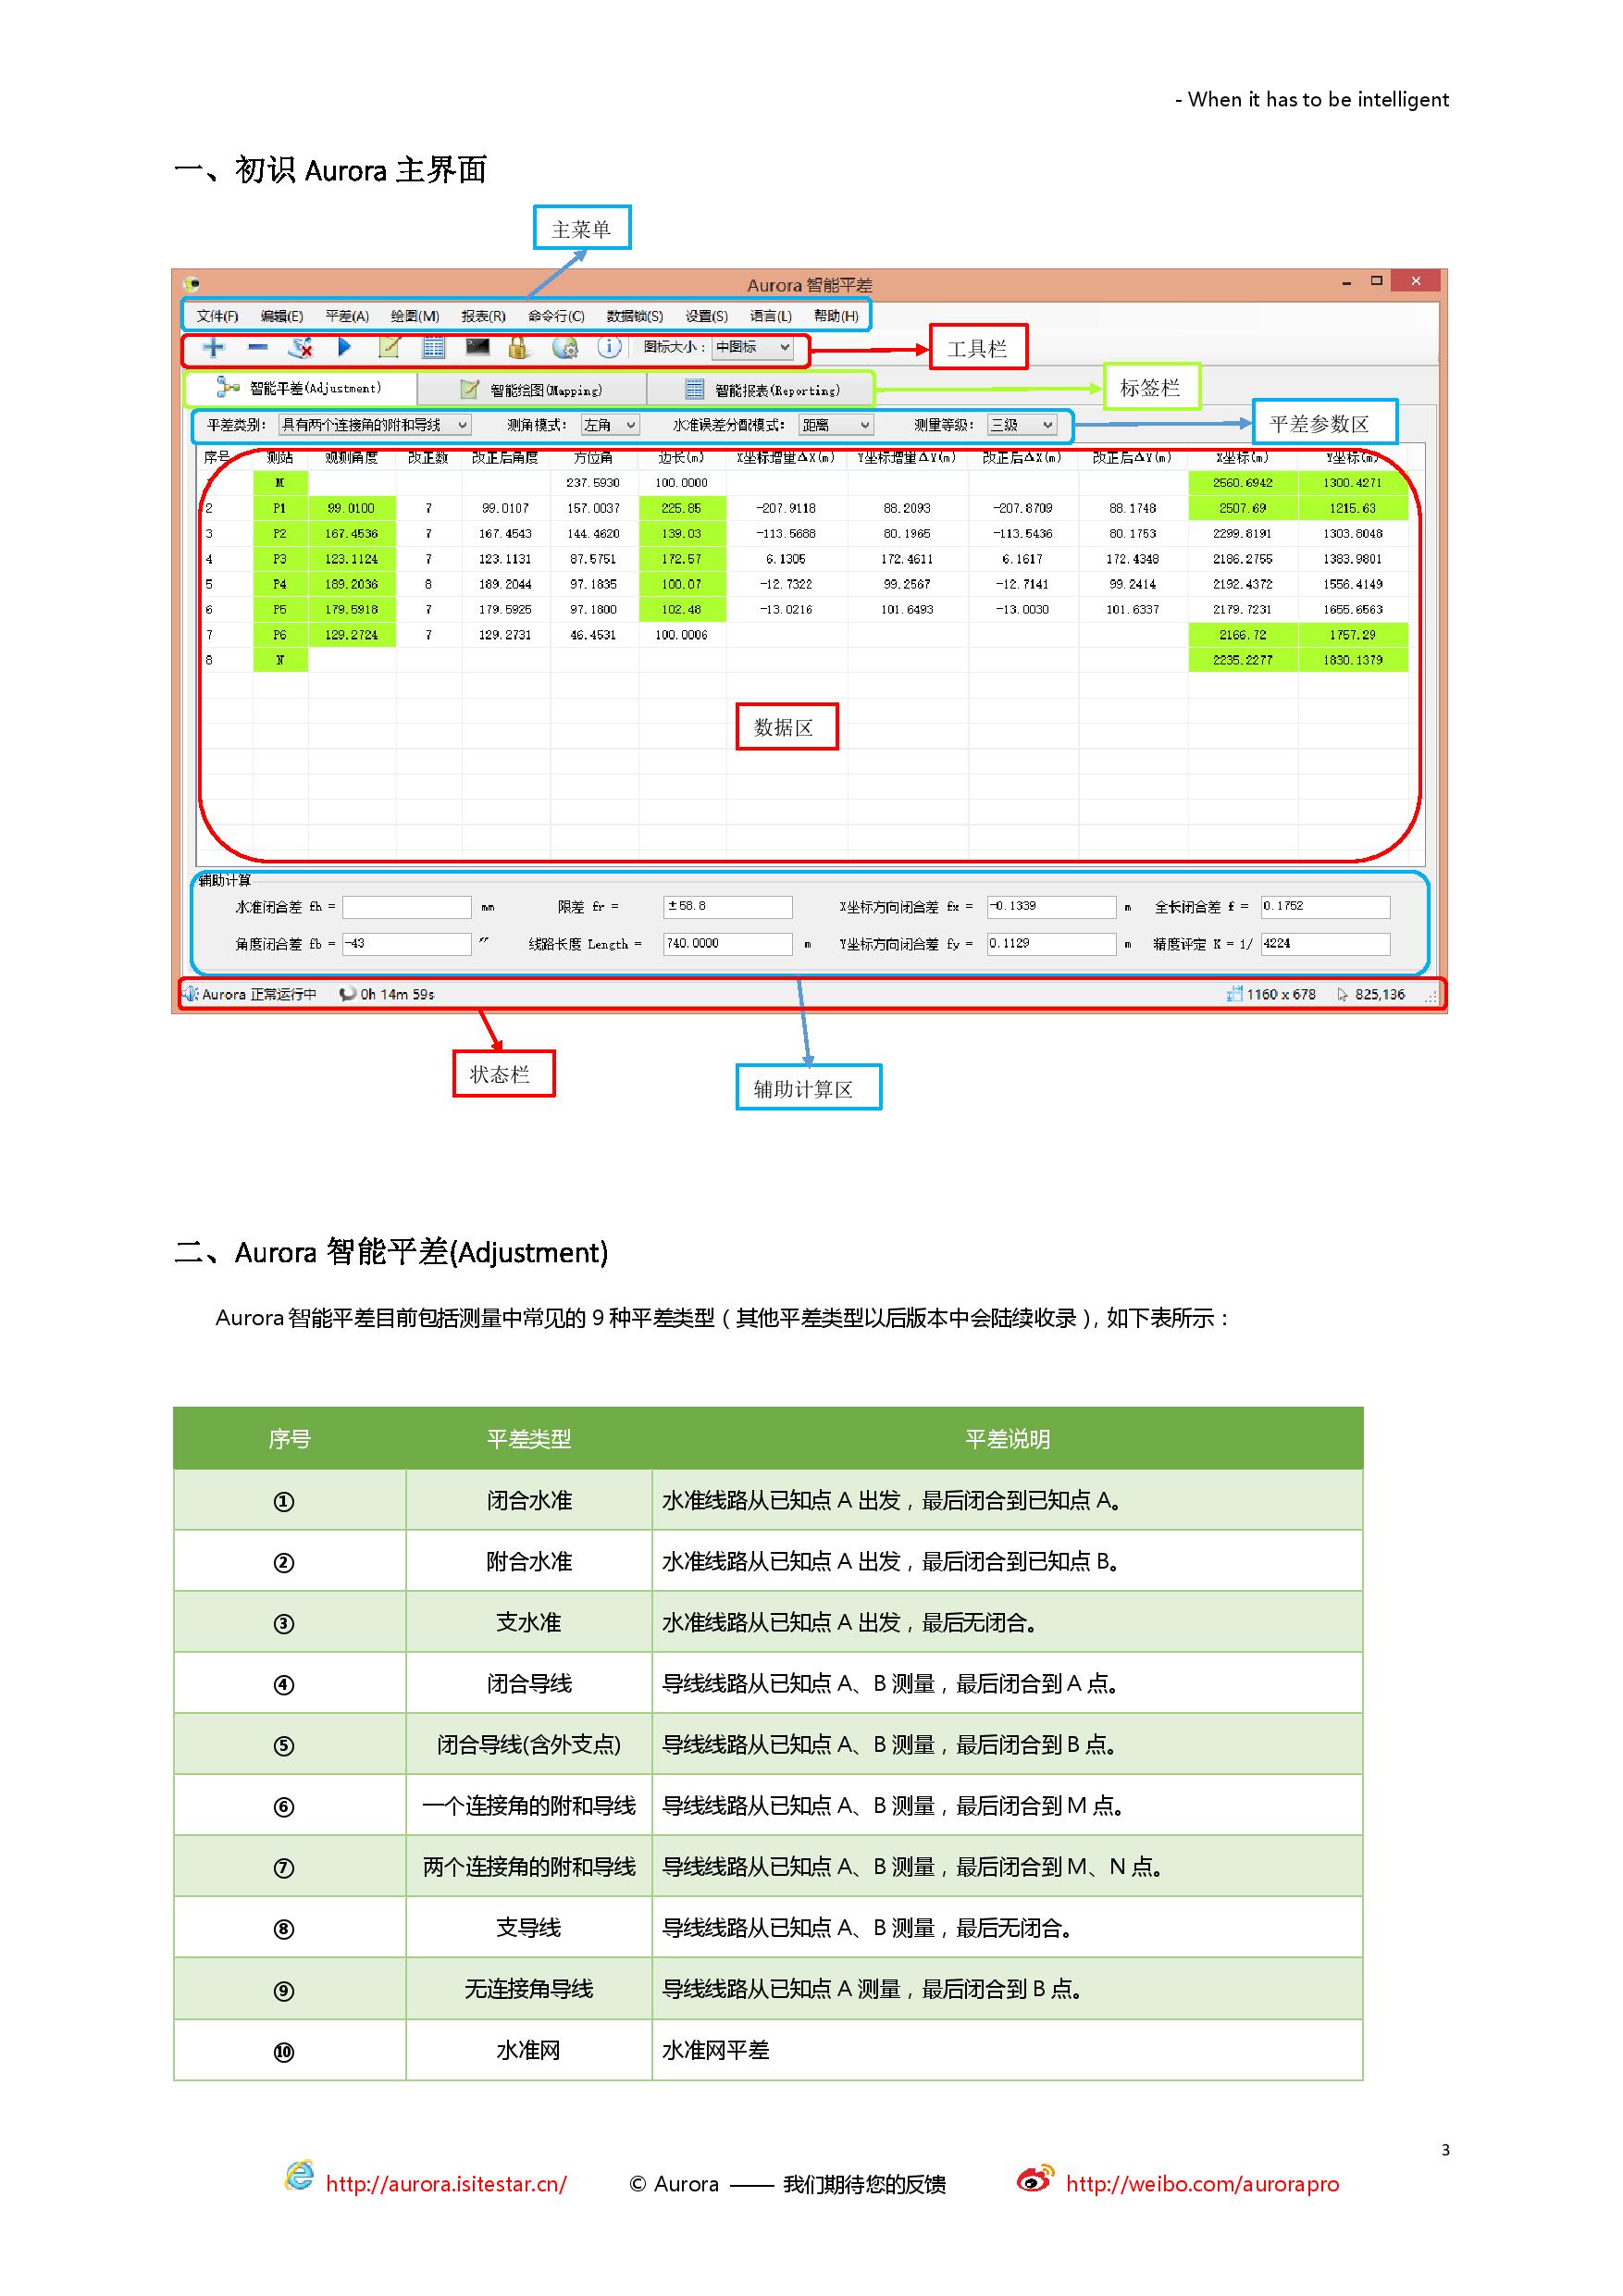 - When it has to be intelligent
一、初识 Aurora 主界面
主菜单
Aurora 智能平差
文件(F) 编辑(E) 平差(A) 绘图(M) 报表(R) 命令行(C) 数据锁(S) 设置(S) 语言(L) 帮助(H)
图标大小： 中图标
工具栏
智能平差(Adjustment) 智能绘图(Mapping) 智能报表(Reporting)
标签栏
平差类别： 具有两个连接角的附和导线 测角模式： 左角 水准误差分配模式： 距离 测量等级： 三级
平差参数区
序号 测站 观测角度 改正数 改正后角度 方位角 边长(m) X坐标增量ΔX(m) Y坐标增量ΔY(m) 改正后ΔX(m) 改正后ΔY(m) X坐标(m) Y坐标(m)
M 237.5930 100.0000 2560.6942 1300.4271
2 P1 99.0100 7 99.0107 157.0037 225.85 -207.9118 88.2093 -207.8709 88.1748 2507.69 1215.63
3 P2 167.4536 7 167.4543 144.4620 139.03 -113.5688 80.1965 -113.5436 80.1753 2299.8191 1303.8048
4 P3 123.1124 7 123.1131 87.5751 172.57 6.1305 172.4611 6.1617 172.4348 2186.2755 1383.9801
5 P4 189.2036 8 189.2044 97.1835 100.07 -12.7322 99.2567 -12.7141 99.2414 2192.4372 1556.4149
6 P5 179.5918 7 179.5925 97.1800 102.48 -13.0216 101.6493 -13.0030 101.6337 2179.7231 1655.6563
7 P6 129.2724 7 129.2731 46.4531 100.0006 2166.72 1757.29
8 N 2235.2277 1830.1379
数据区
辅助计算
水准闭合差 fh = mm 限差 fr = ±58.8 X坐标方向闭合差 fx = -0.1339 m 全长闭合差 f = 0.1752
角度闭合差 fb = -43 ″ 线路长度 Length = 740.0000 m Y坐标方向闭合差 fy = 0.1129 m 精度评定 K = 1/ 4224
Aurora 正常运行中 0h 14m 59s 1160 x 678 825,136
状态栏
辅助计算区
二、Aurora 智能平差(Adjustment)
Aurora 智能平差目前包括测量中常见的 9 种平差类型（其他平差类型以后版本中会陆续收录），如下表所示：
序号 平差类型 平差说明
① 闭合水准 水准线路从已知点 A 出发，最后闭合到已知点 A。
② 附合水准 水准线路从已知点 A 出发，最后闭合到已知点 B。
③ 支水准 水准线路从已知点 A 出发，最后无闭合。
④ 闭合导线 导线线路从已知点 A、B 测量，最后闭合到 A 点。
⑤ 闭合导线(含外支点) 导线线路从已知点 A、B 测量，最后闭合到 B 点。
⑥ 一个连接角的附和导线 导线线路从已知点 A、B 测量，最后闭合到 M 点。
⑦ 两个连接角的附和导线 导线线路从已知点 A、B 测量，最后闭合到 M、N 点。
⑧ 支导线 导线线路从已知点 A、B 测量，最后无闭合。
⑨ 无连接角导线 导线线路从已知点 A 测量，最后闭合到 B 点。
⑩ 水准网 水准网平差
3
http://aurora.isitestar.cn/ © Aurora —— 我们期待您的反馈 http://weibo.com/aurorapro